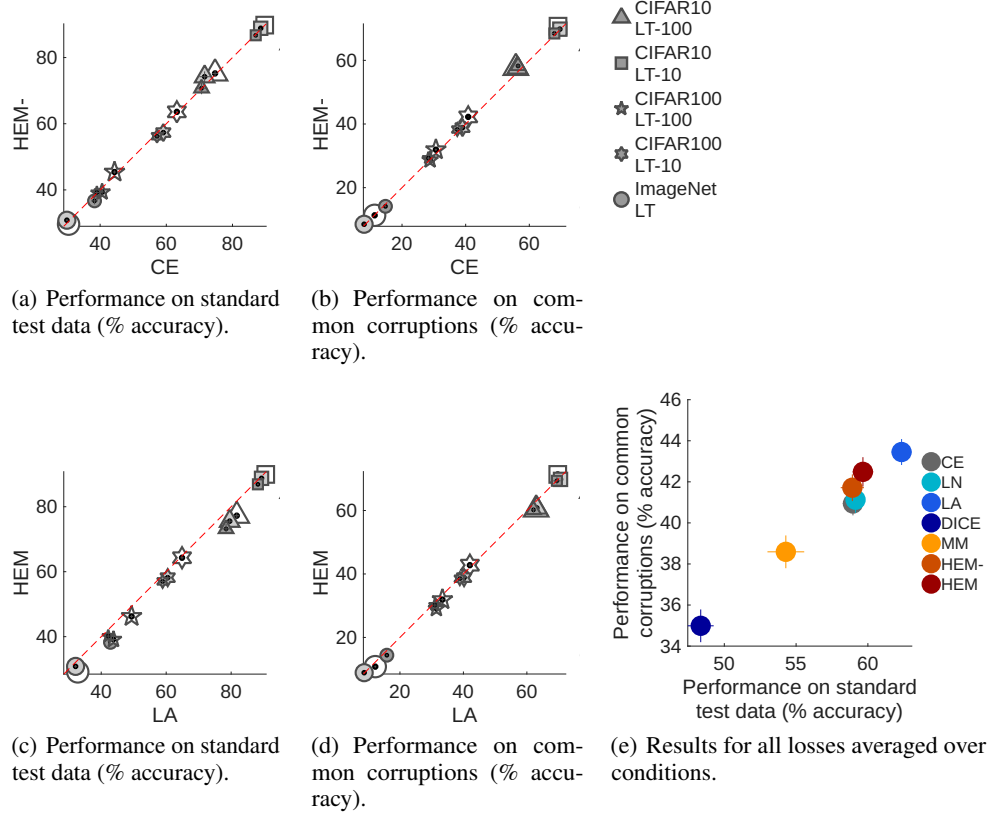 80
60
40
HEM-
40
60
80
CE
(a) Performance on standard
test data (% accuracy).
60
40
20
HEM-
20
40
60
CE
(b) Performance on com-
mon corruptions (% accu-
racy).
CIFAR10
LT-100
CIFAR10
LT-10
CIFAR100
LT-100
CIFAR100
LT-10
ImageNet
LT
80
60
40
HEM
40
60
80
LA
(c) Performance on standard
test data (% accuracy).
60
40
20
HEM
20
40
60
LA
(d) Performance on com-
mon corruptions (% accu-
racy).
46
44
42
40
38
36
34
Performance on common
corruptions (% accuracy)
50
55
60
Performance on standard
test data (% accuracy)
CE
LN
LA
DICE
MM
HEM-
HEM
(e) Results for all losses averaged over
conditions.